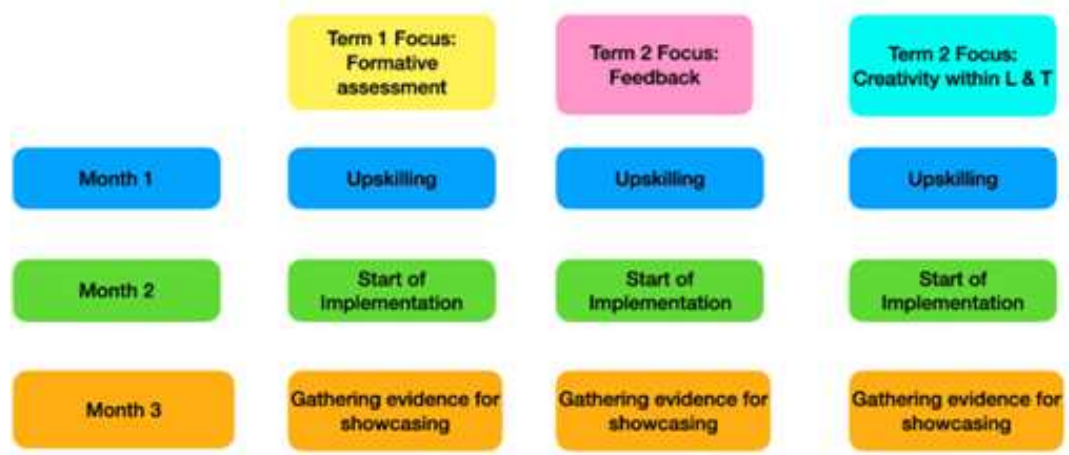 Term 1 Focus:
Formative
assessment
Term 2 Focus:
Feedback
Term 2 Focus:
Creativity within L & T
Month 1
Upskilling
Upskilling
Upskilling
Month 2
Start of
Implementation
Start of
Implementation
Start of
Implementation
Month 3
Gathering evidence for
showcasing
Gathering evidence for
showcasing
Gathering evidence for
showcasing